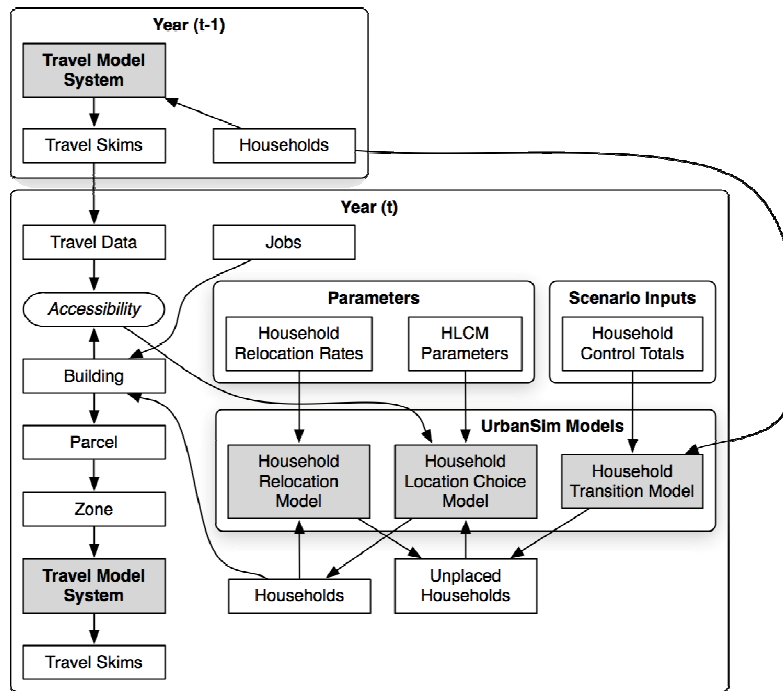 Year (t-1)
Travel Model
System
Travel Skims
Households
Year (t)
Travel Data
Jobs
Accessibility
Parameters
Scenario Inputs
Household
Relocation Rates
HLCM
Parameters
Household
Control Totals
Building
Parcel
UrbanSim Models
Household
Relocation
Model
Household
Location Choice
Model
Household
Transition Model
Zone
Travel Model
System
Households
Unplaced
Households
Travel Skims